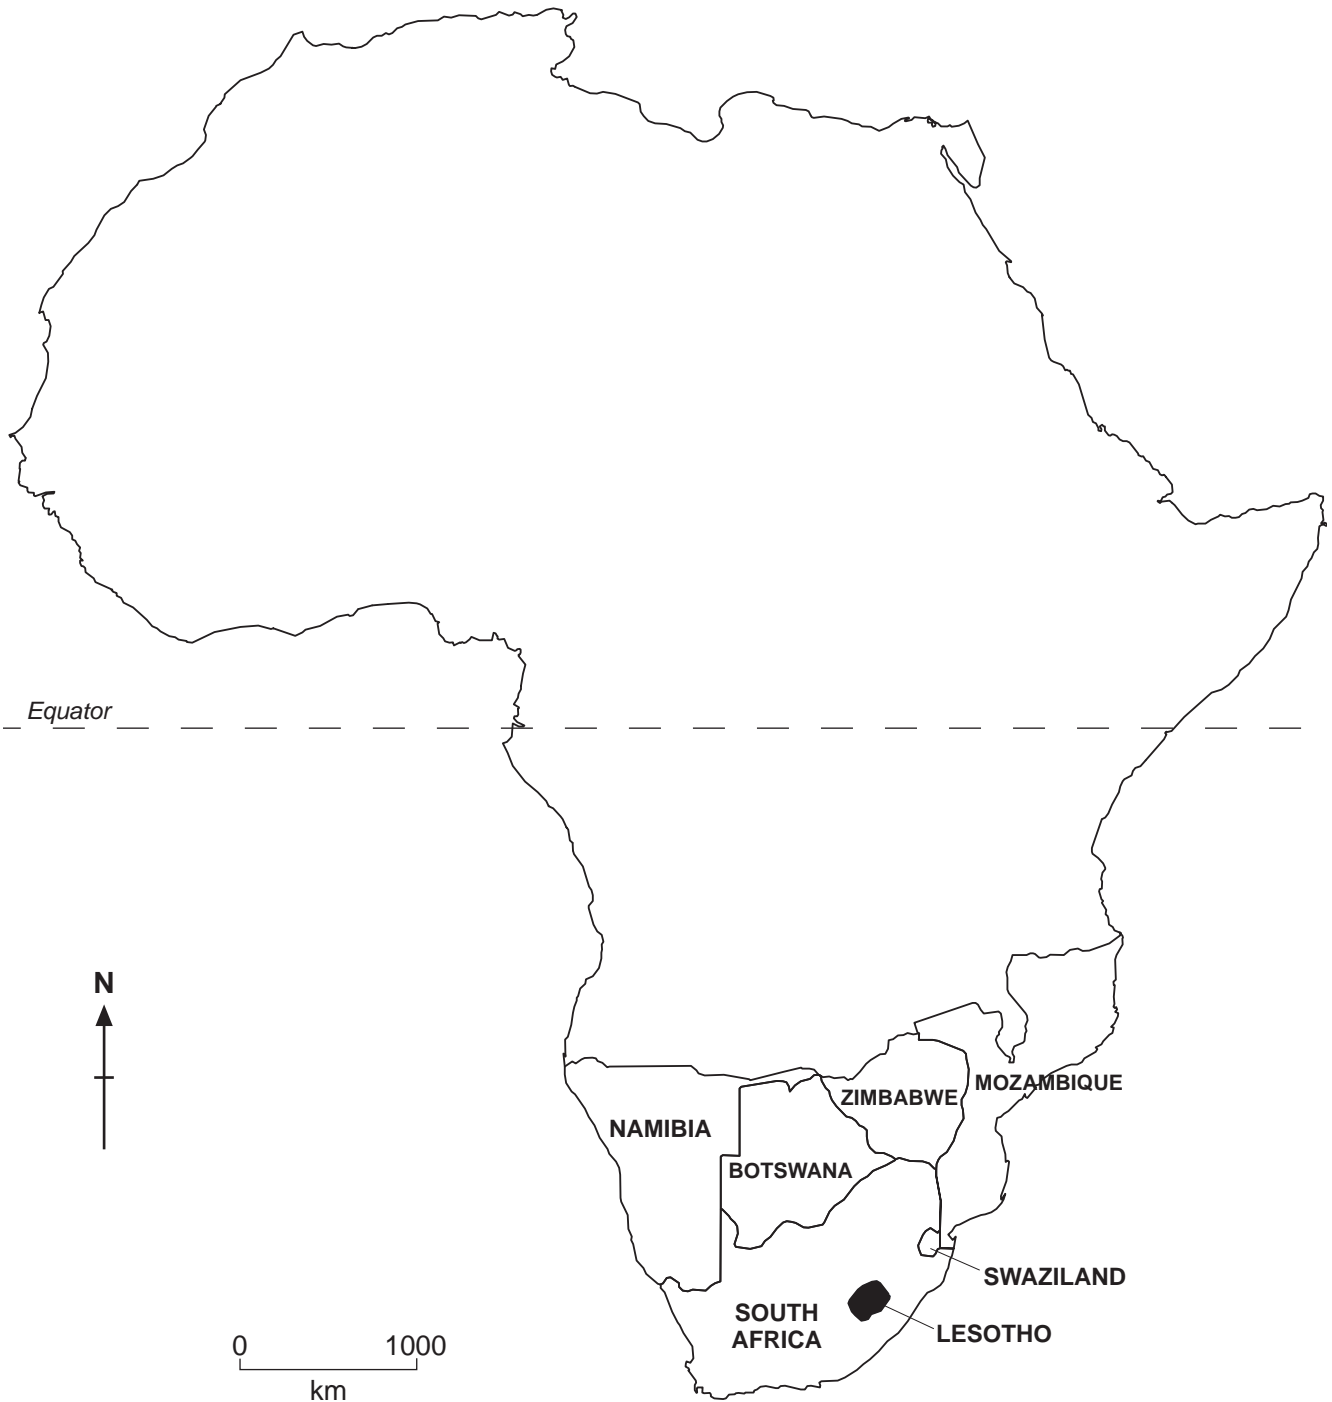 Equator
N
MOZAMBIQUE
ZIMBABWE
NAMIBIA
BOTSWANA
SWAZILAND
SOUTH
AFRICA
LESOTHO
0 1000
km